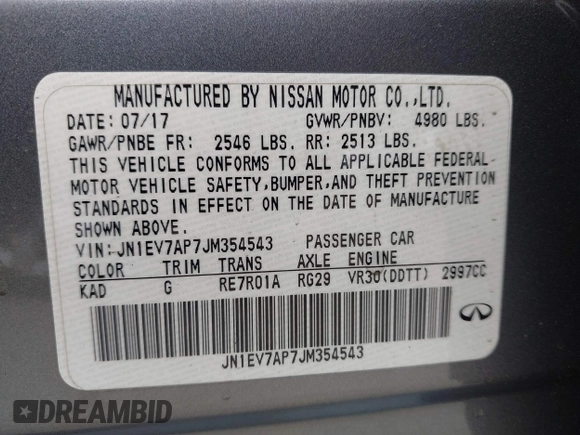 MANUFACTURED BY NISSAN MOTOR CO.,LTD.
DATE: 07/17 GVWR/PNBV: 4980 LBS.
GAWR/PNBE FR: 2546 LBS. RR: 2513 LBS.
THIS VEHICLE CONFORMS TO ALL APPLICABLE FEDERAL
MOTOR VEHICLE SAFETY,BUMPER,AND THEFT PREVENTION
STANDARDS IN EFFECT ON THE DATE OF MANUFACTURE
SHOWN ABOVE.
VIN:JN1EV7AP7JM354543 PASSENGER CAR
COLOR TRIM TRANS AXLE ENGINE
KAD G RE7R01A RG29 VR30(DDTT) 2997CC
JN1EV7AP7JM354543
DREAMBID